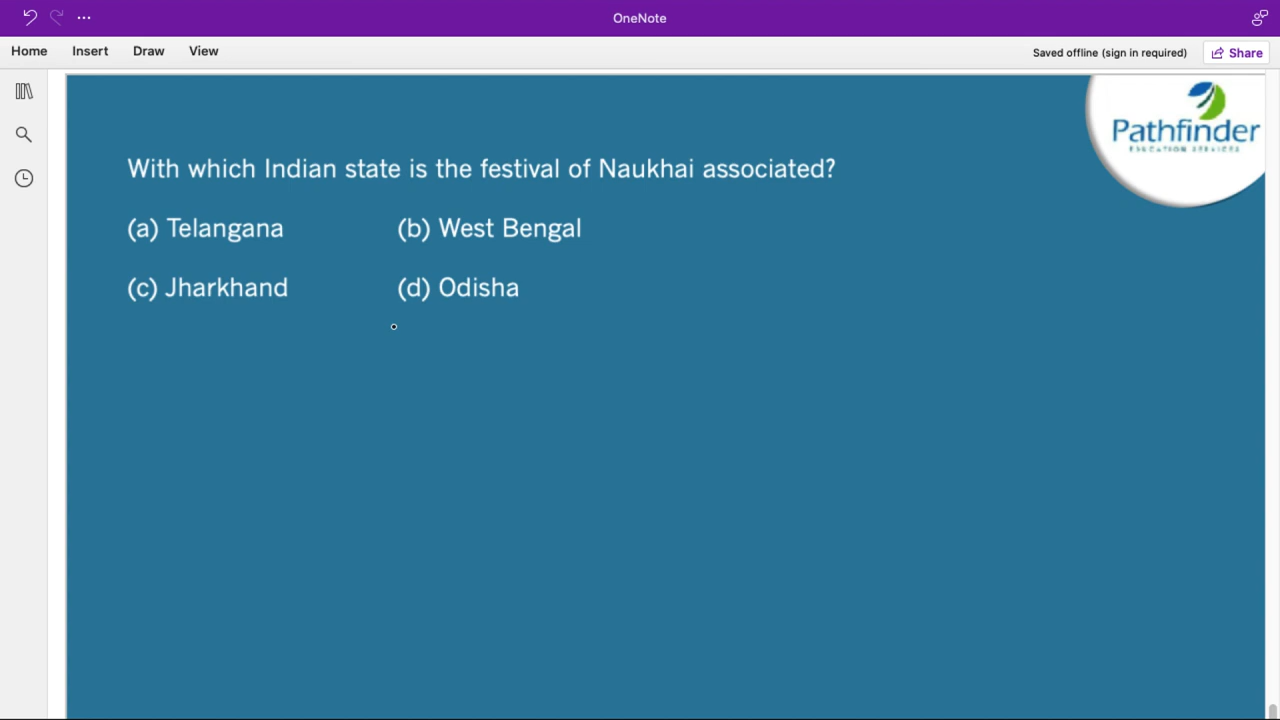 OneNote
Home Insert Draw View Saved offline (sign in required) Share
Pathfinder
EDUCATION SERVICES
With which Indian state is the festival of Naukhai associated?
(a) Telangana (b) West Bengal
(c) Jharkhand (d) Odisha